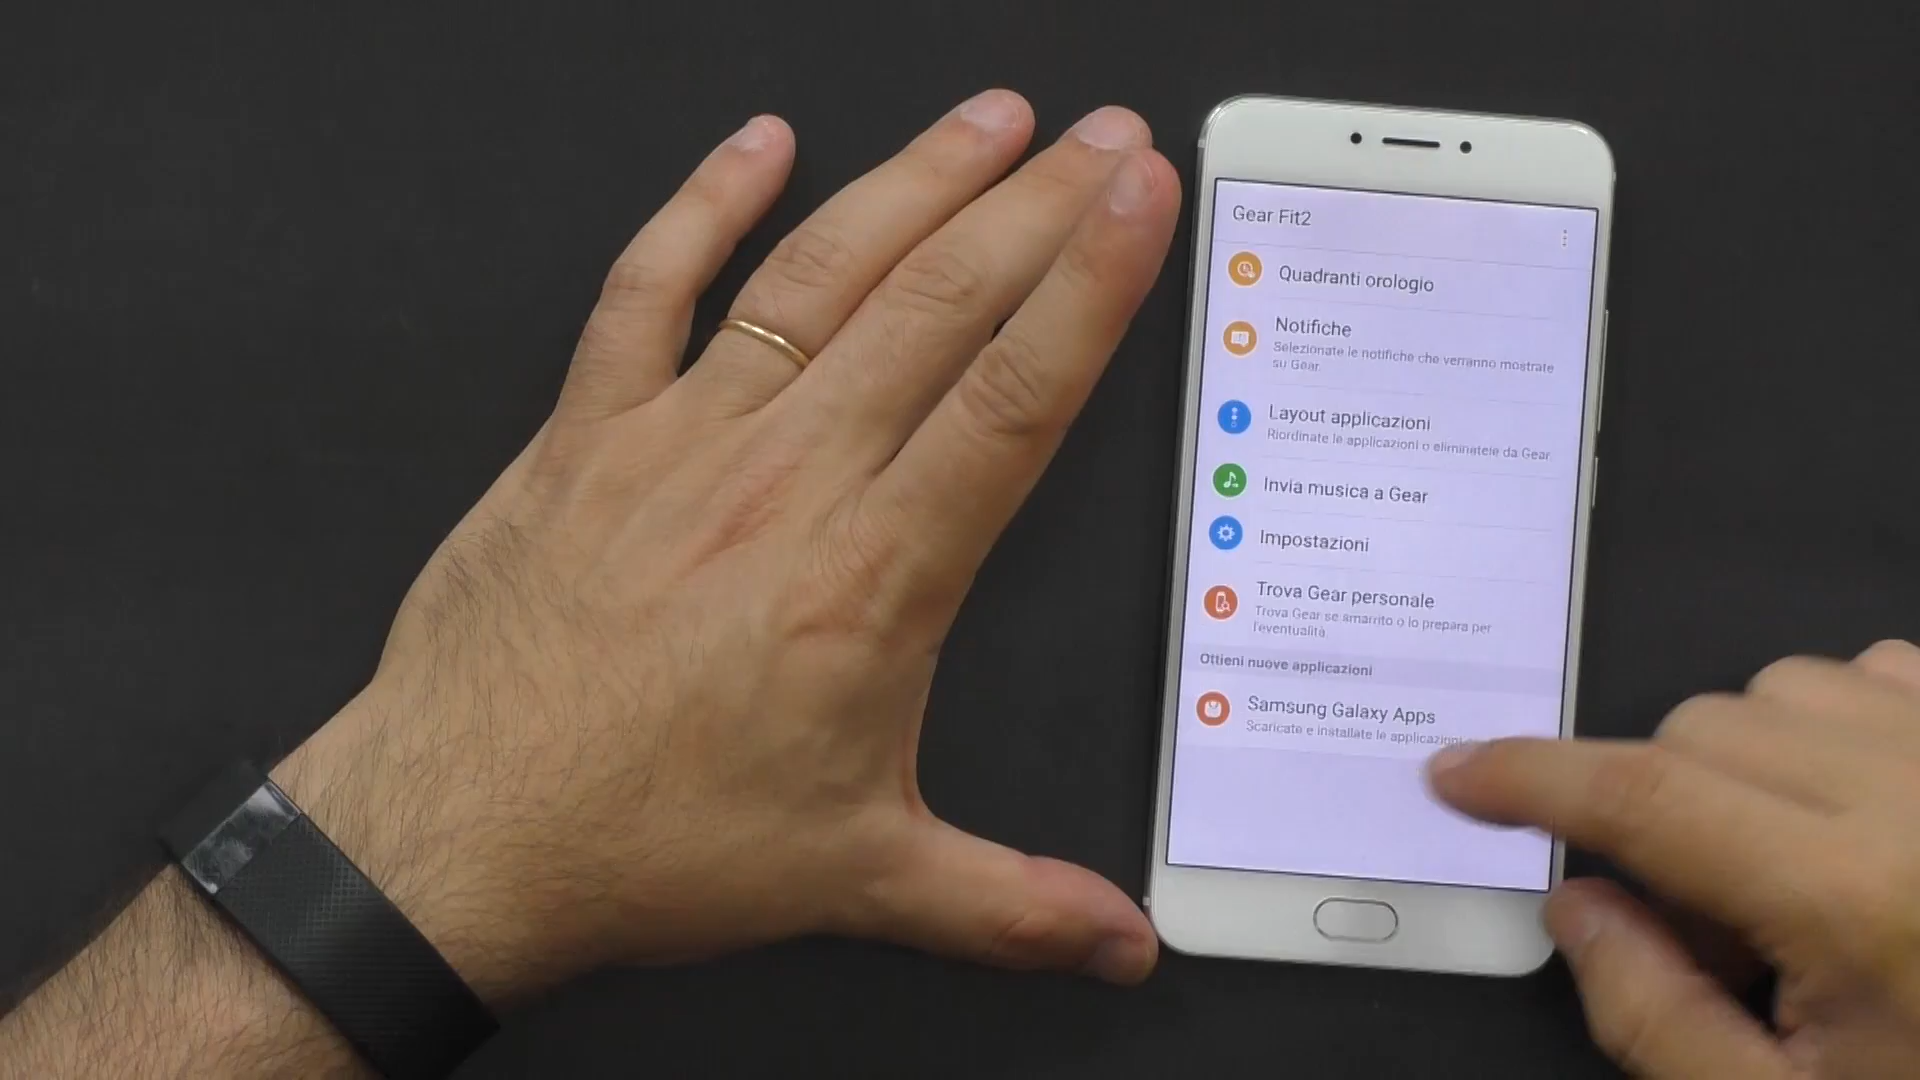 Gear Fit2
Quadranti orologio
Notifiche
Selezionate le notifiche che verranno mostrate
su Gear.
Layout applicazioni
Riordinate le applicazioni o eliminatele da Gear
Invia musica a Gear
Impostazioni
Trova Gear personale
Trova Gear se smarrito o lo prepara per
l'eventualità.
Ottieni nuove applicazioni
Samsung Galaxy Apps
Scaricate e installate le applicazioni